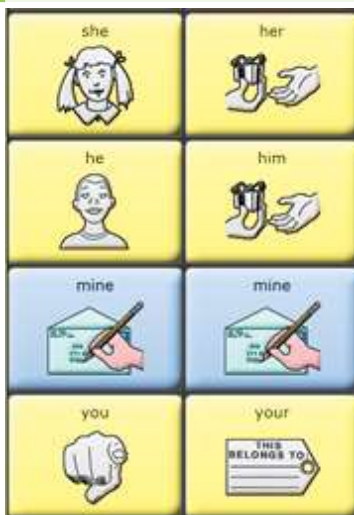 she her
he him
mine mine
you your
THIS
BELONGS TO